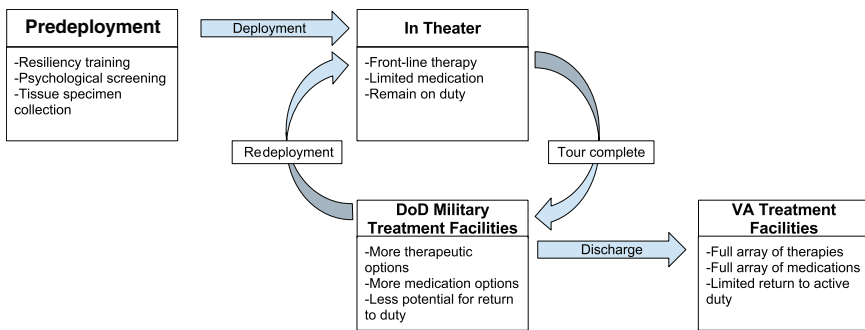 Predeployment
-Resiliency training
-Psychological screening
-Tissue specimen
collection
Deployment
In Theater
-Front-line therapy
-Limited medication
-Remain on duty
Redeployment
Tour complete
DoD Military
Treatment Facilities
-More therapeutic
options
-More medication options
-Less potential for return
to duty
Discharge
VA Treatment
Facilities
-Full array of therapies
-Full array of medications
-Limited return to active
duty